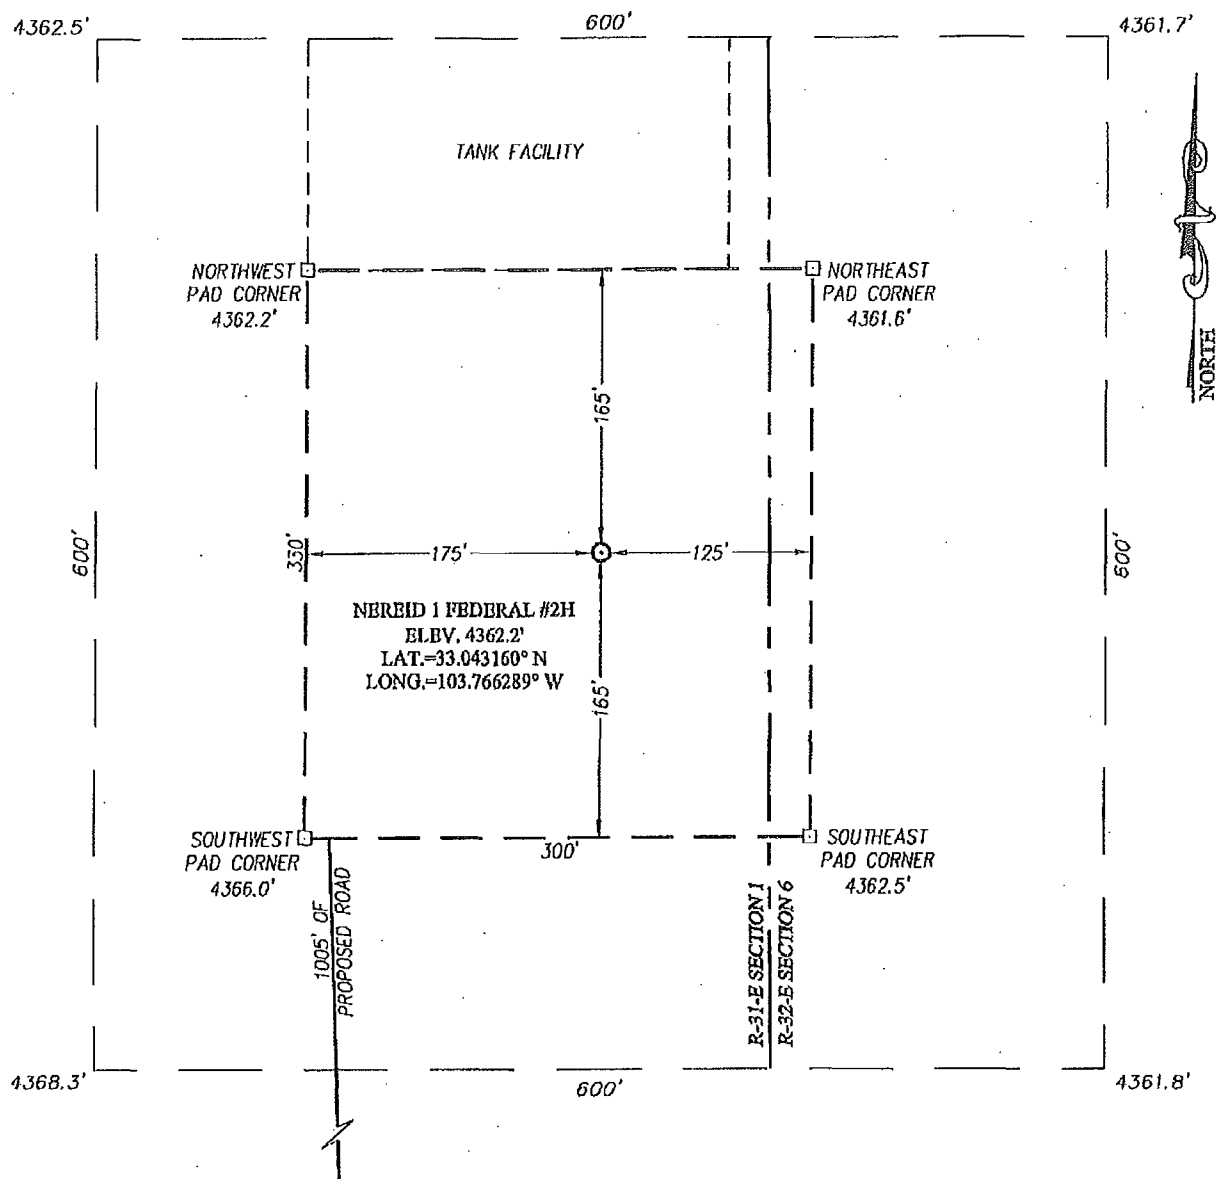 4362.5'
600'
4361.7'
TANK FACILITY
NORTH
NORTHWEST
PAD CORNER
4362.2'
NORTHEAST
PAD CORNER
4361.6'
165'
600'
330'
175'
125'
600'
NEREID 1 FEDERAL #2H
ELEV. 4362.2'
LAT.=33.043160° N
LONG.=103.766289° W
165'
SOUTHWEST
PAD CORNER
4366.0'
300'
SOUTHEAST
PAD CORNER
4362.5'
1005' OF
PROPOSED ROAD
R-31-E SECTION 1
R-32-E SECTION 6
4368.3'
600'
4361.8'